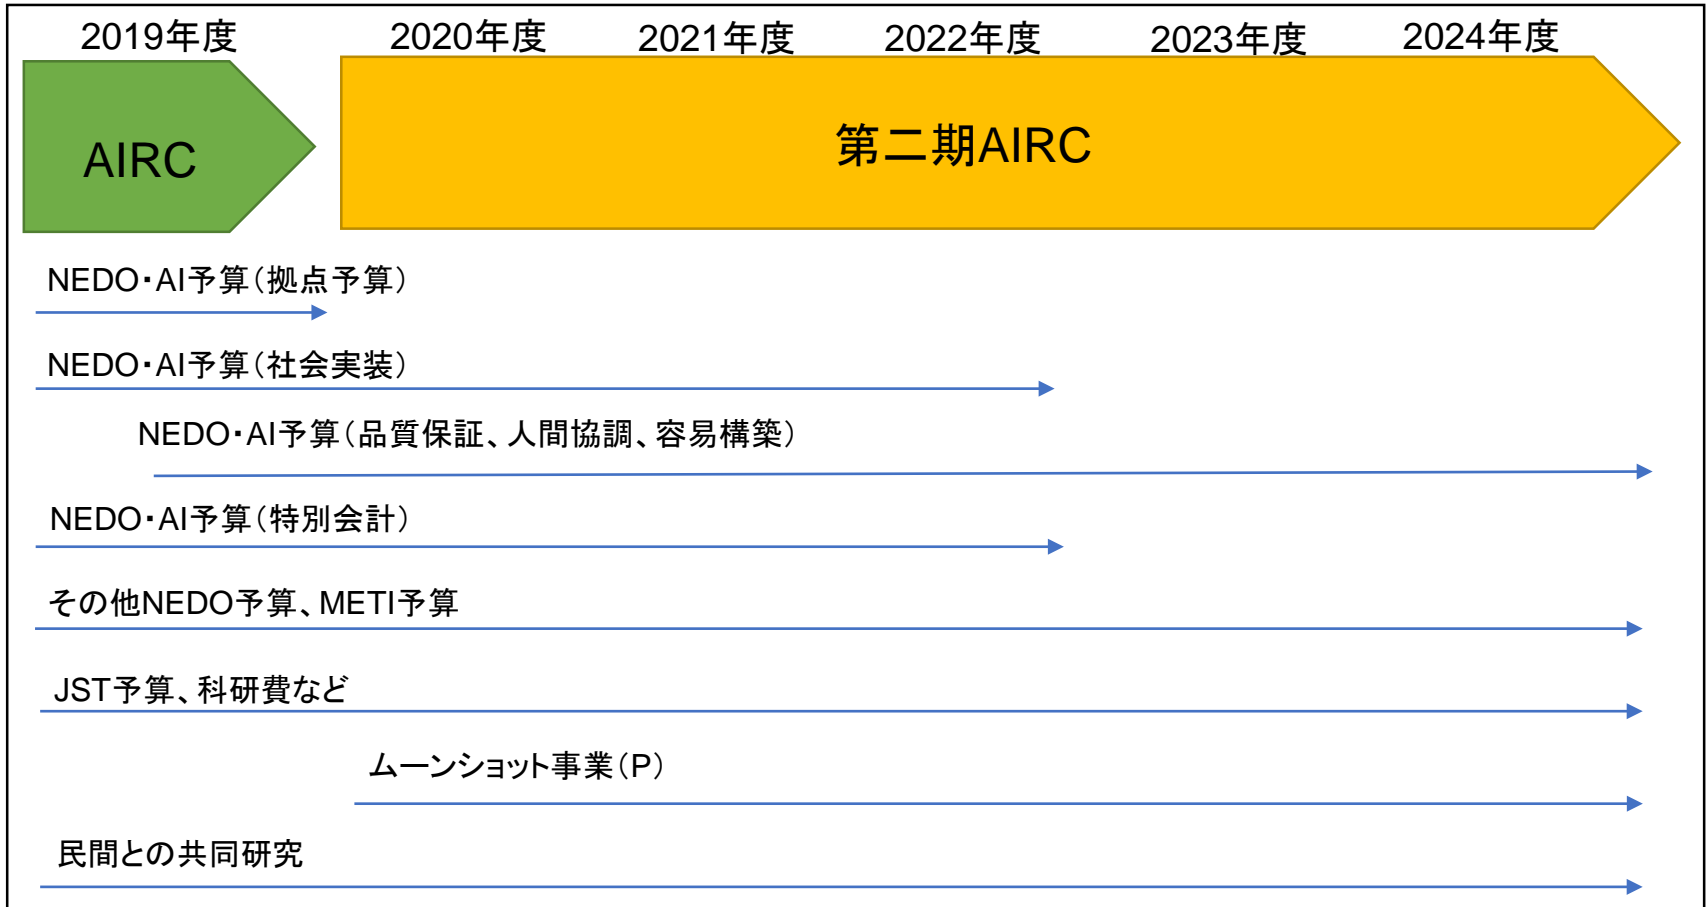 2019年度 2020年度 2021年度 2022年度 2023年度 2024年度
AIRC
第二期AIRC
NEDO・AI予算（拠点予算）
NEDO・AI予算（社会実装）
NEDO・AI予算（品質保証、人間協調、容易構築）
NEDO・AI予算（特別会計）
その他NEDO予算、METI予算
JST予算、科研費など
ムーンショット事業（P）
民間との共同研究